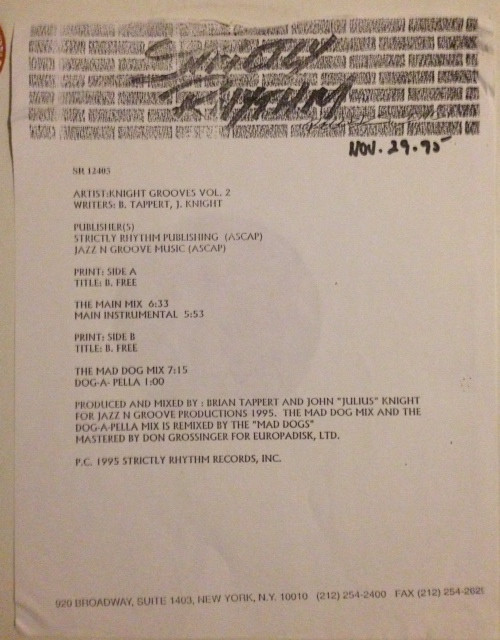 STRICTLY
RHYTHM
NOV. 29. 95
SR 12405
ARTIST:KNIGHT GROOVES VOL. 2
WRITERS: B. TAPPERT, J. KNIGHT
PUBLISHER(S)
STRICTLY RHYTHM PUBLISHING (ASCAP)
JAZZ N GROOVE MUSIC (ASCAP)
PRINT: SIDE A
TITLE: B. FREE
THE MAIN MIX 6:33
MAIN INSTRUMENTAL 5:53
PRINT: SIDE B
TITLE: B. FREE
THE MAD DOG MIX 7:15
DOG-A- PELLA 1:00
PRODUCED AND MIXED BY : BRIAN TAPPERT AND JOHN "JULIUS" KNIGHT
FOR JAZZ N GROOVE PRODUCTIONS 1995. THE MAD DOG MIX AND THE
DOG-A-PELLA MIX IS REMIXED BY THE "MAD DOGS"
MASTERED BY DON GROSSINGER FOR EUROPADISK, LTD.
P.C. 1995 STRICTLY RHYTHM RECORDS, INC.
920 BROADWAY, SUITE 1403, NEW YORK, N.Y. 10010 (212) 254-2400 FAX (212) 254-2629